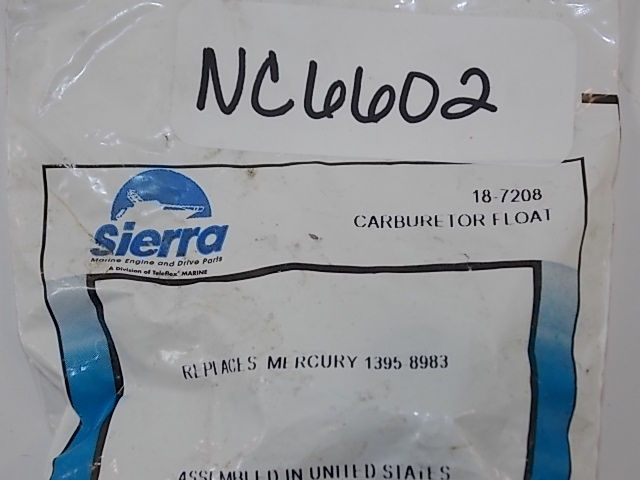 NC6602
18-7208
CARBURETOR FLOAT
sierra
Marine Engine and Drive Parts
A Division of Teleflex® MARINE
REPLACES MERCURY 1395 8983
ASSEMBLED IN UNITED STATES